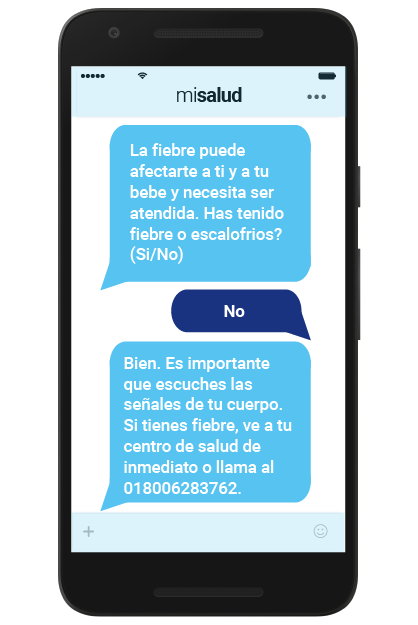 misalud
La fiebre puede
afectarte a ti y a tu
bebe y necesita ser
atendida. Has tenido
fiebre o escalofrios?
(Si/No)
No
Bien. Es importante
que escuches las
señales de tu cuerpo.
Si tienes fiebre, ve a tu
centro de salud de
inmediato o llama al
018006283762.